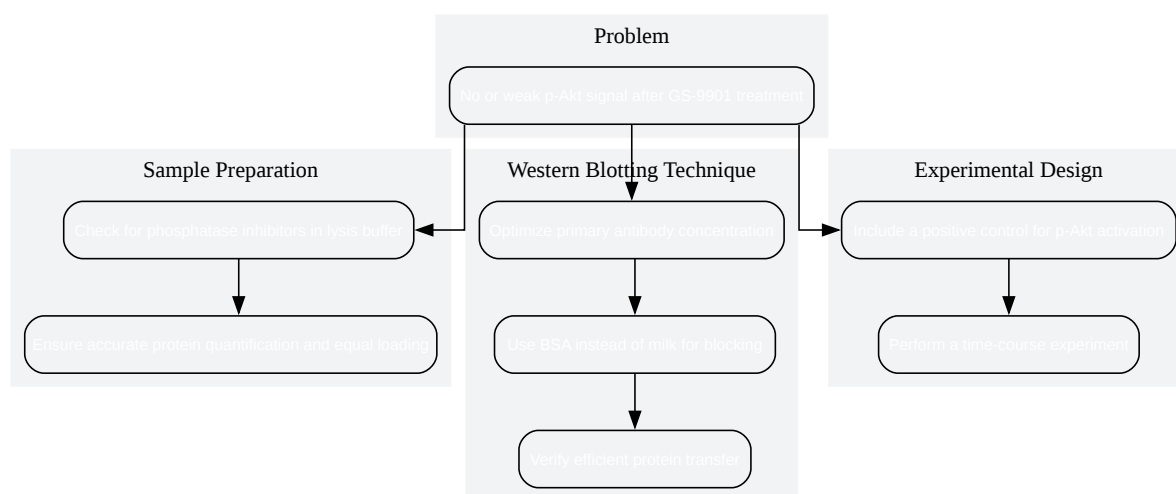 Problem
No or weak p-Akt signal after GS-9901 treatment
Sample Preparation
Check for phosphatase inhibitors in lysis buffer
Ensure accurate protein quantification and equal loading
Western Blotting Technique
Optimize primary antibody concentration
Use BSA instead of milk for blocking
Verify efficient protein transfer
Experimental Design
Include a positive control for p-Akt activation
Perform a time-course experiment